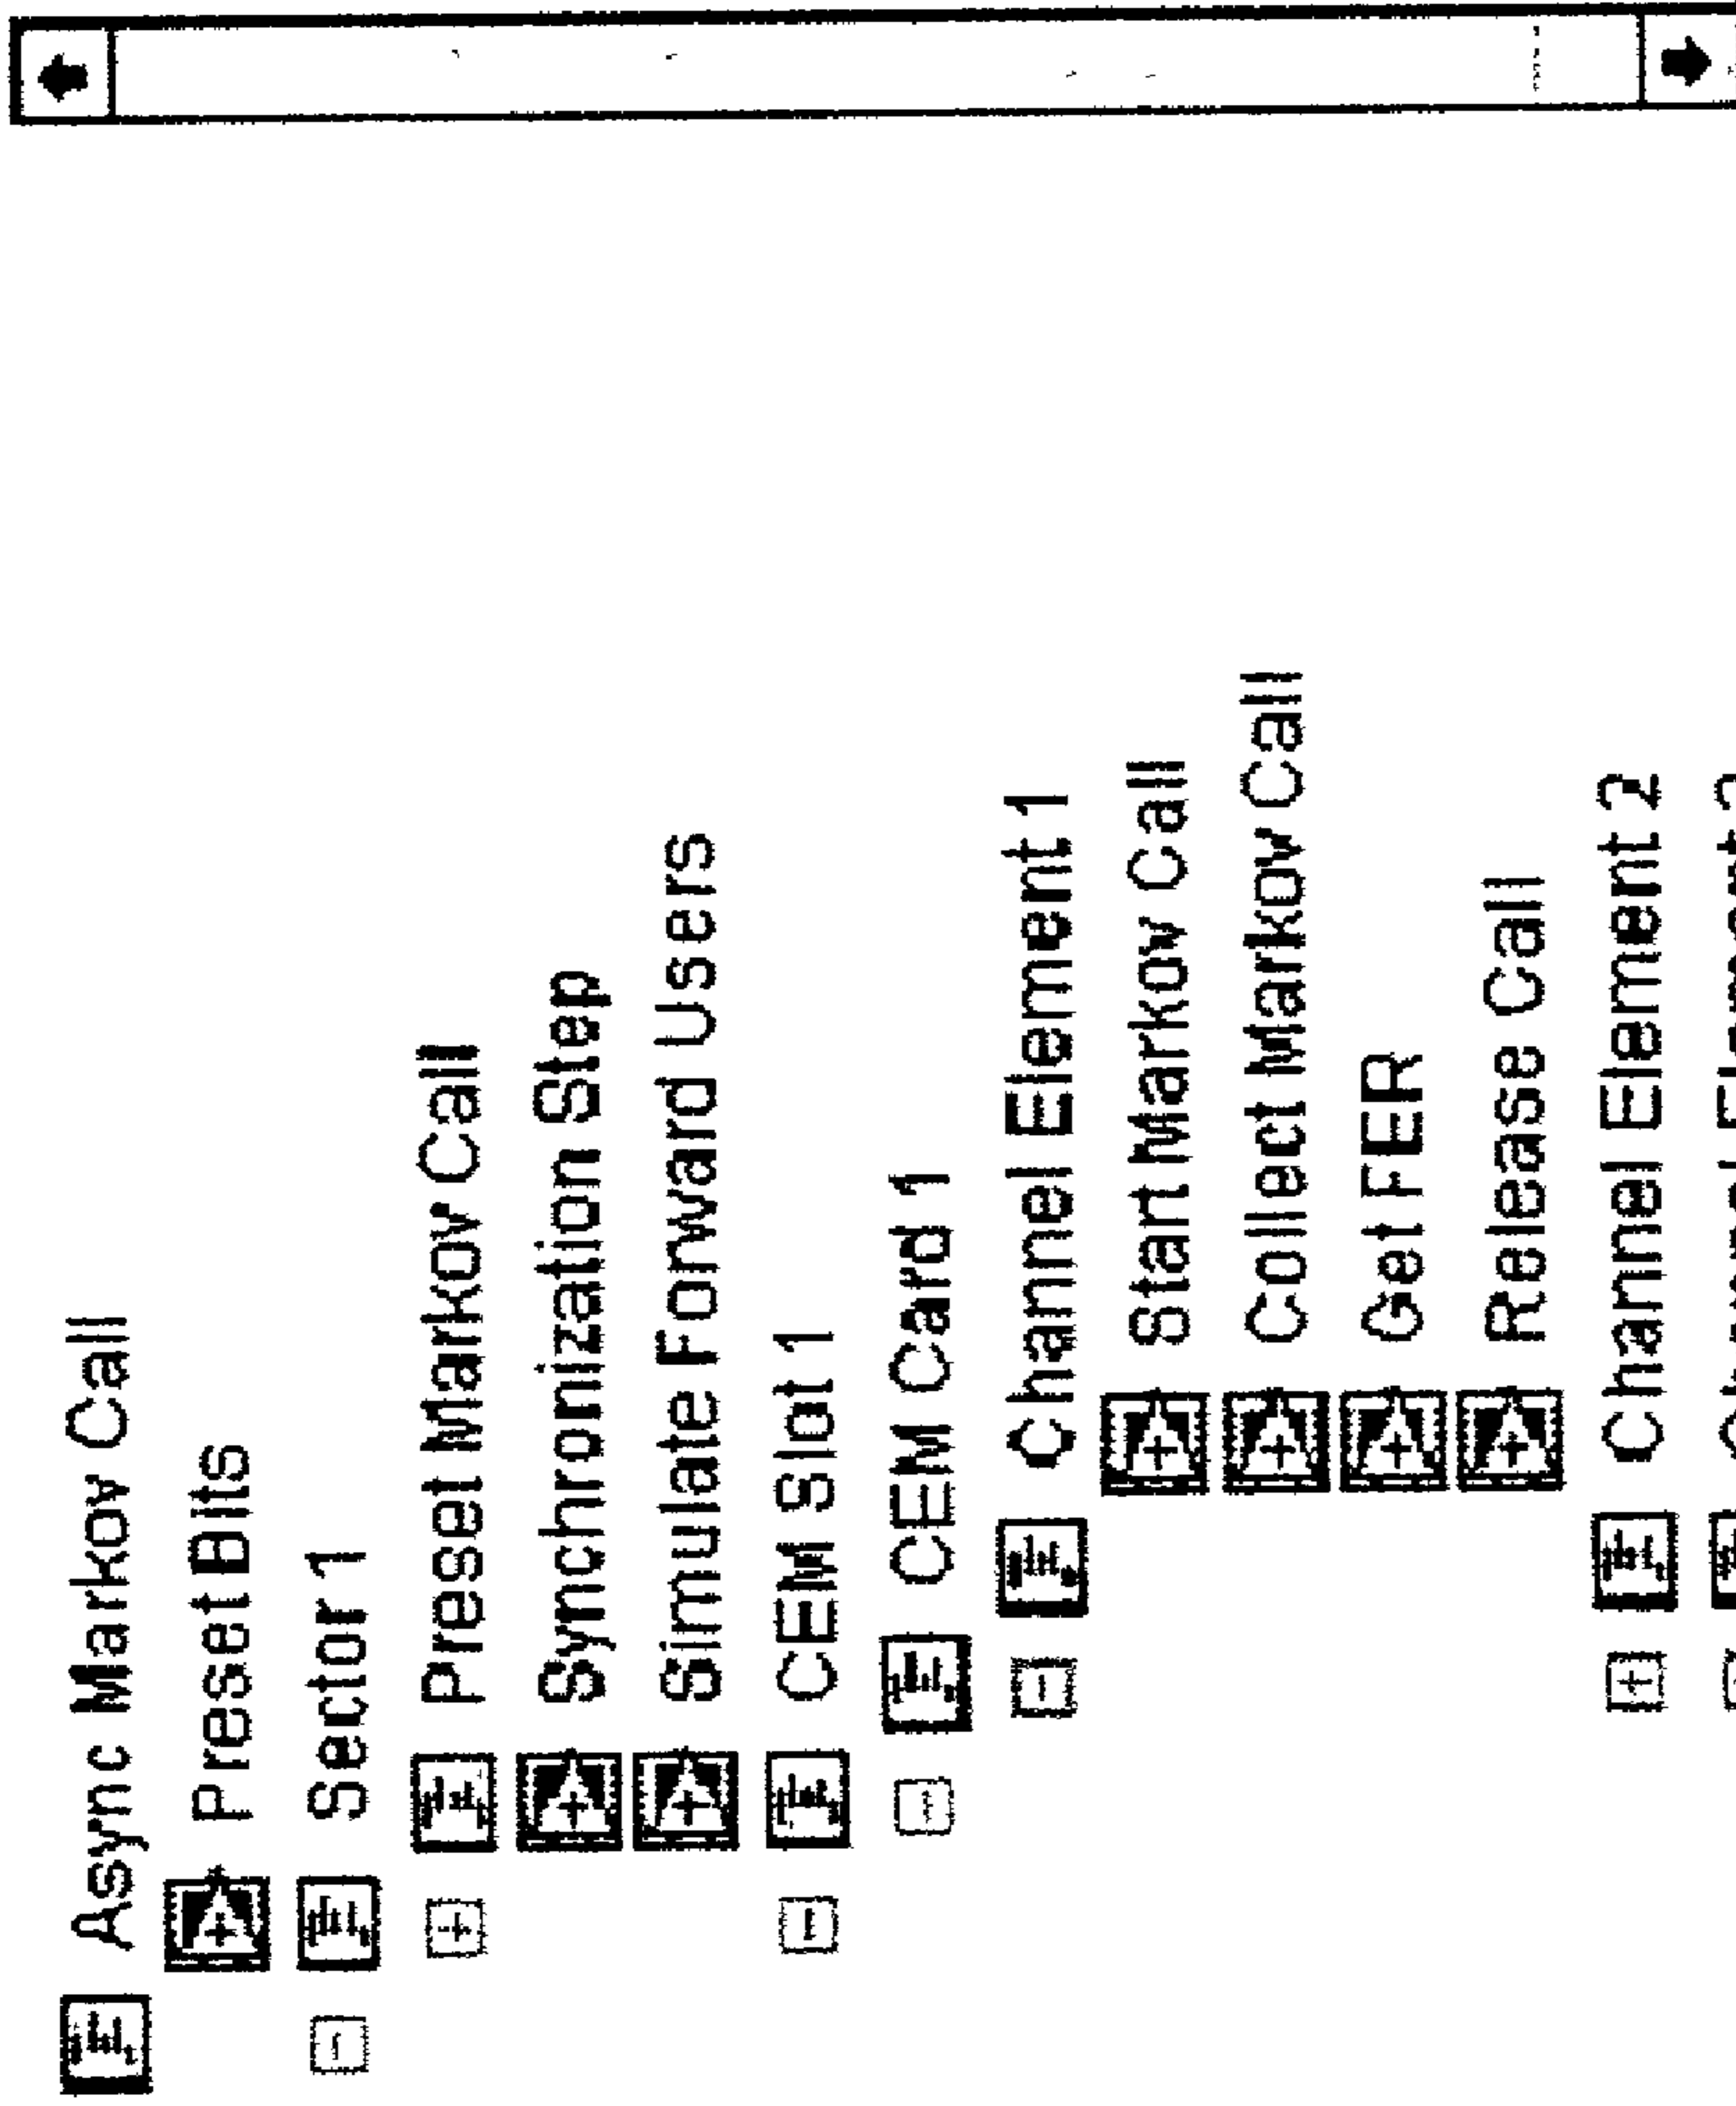 Async Markov Call
Preset Bits
Sector 1
Preset Markov Call
Synchronization Step
Simulate Forward Users
CEM Slot 1
CEM Card 1
Channel Element 1
Start Markov Call
Collect Markov Call
Get FER
Release Call
Channel Element 2